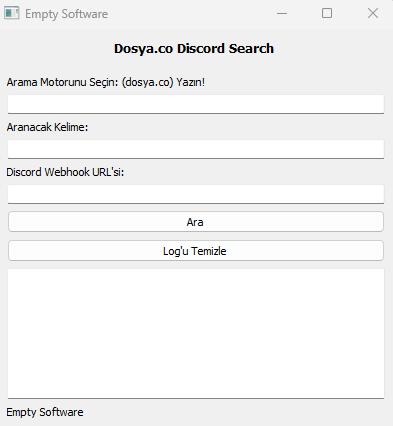 Empty Software
Dosya.co Discord Search
Arama Motorunu Seçin: (dosya.co) Yazın!
Aranacak Kelime:
Discord Webhook URL'si:
Ara
Log'u Temizle
Empty Software